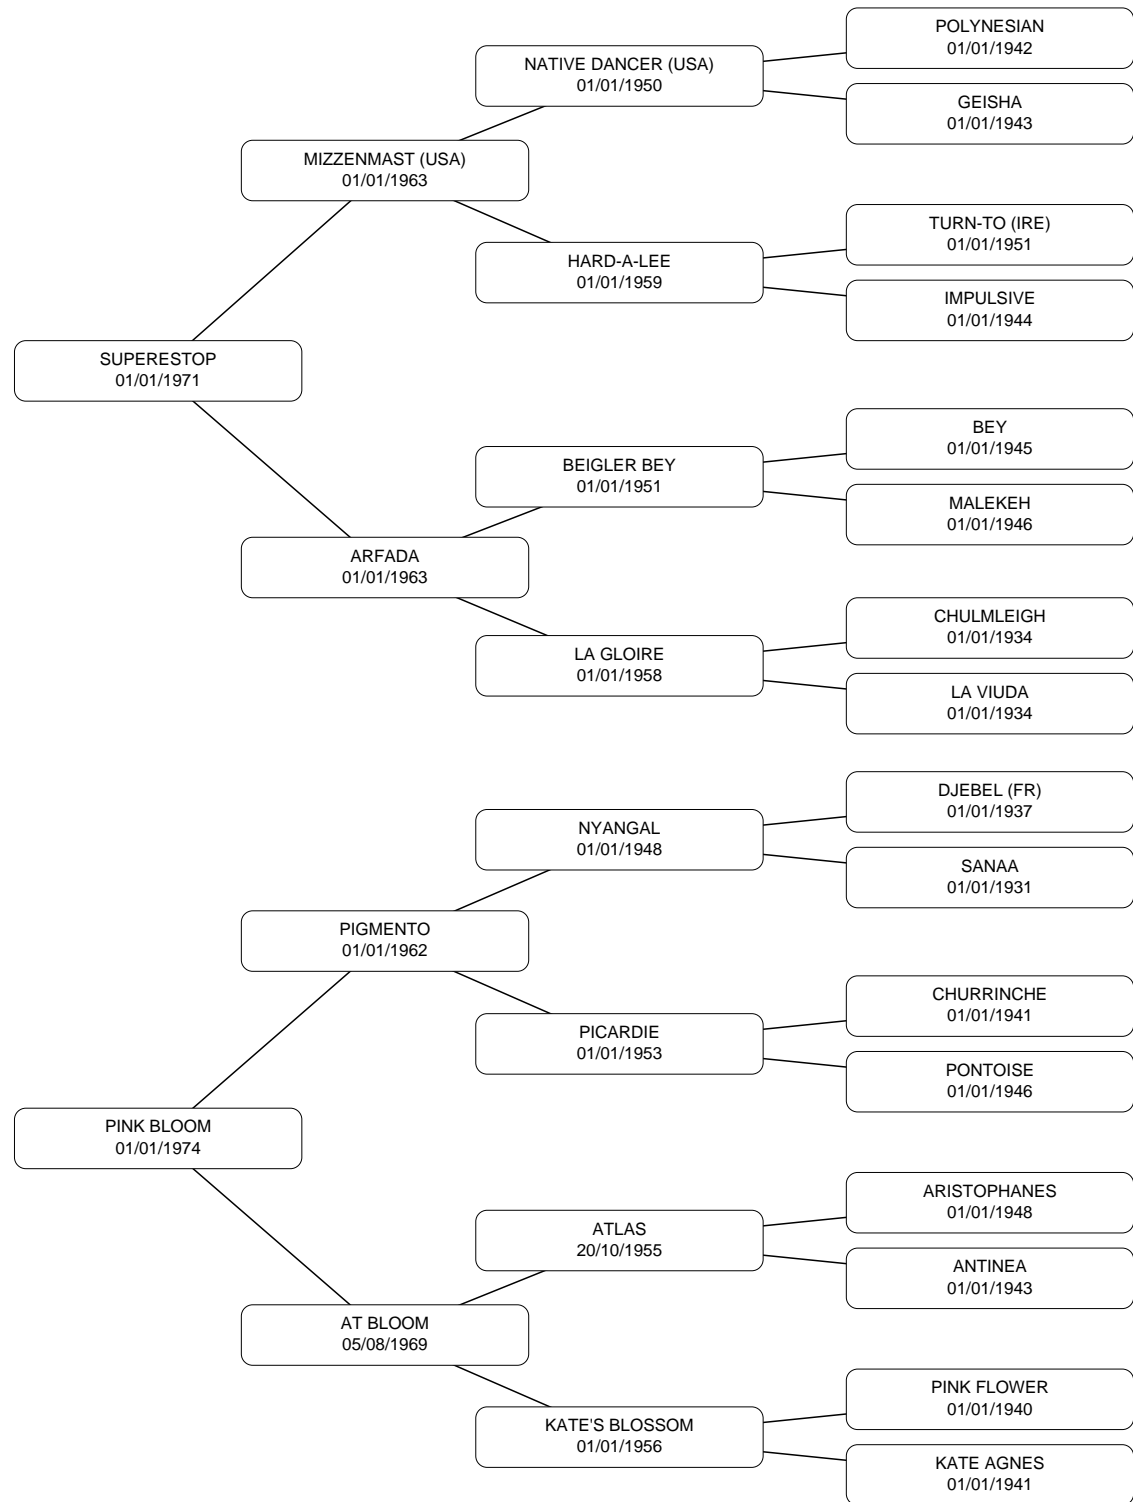 POLYNESIAN
01/01/1942
NATIVE DANCER (USA)
01/01/1950
GEISHA
01/01/1943
MIZZENMAST (USA)
01/01/1963
TURN-TO (IRE)
01/01/1951
HARD-A-LEE
01/01/1959
IMPULSIVE
01/01/1944
SUPERESTOP
01/01/1971
BEY
01/01/1945
BEIGLER BEY
01/01/1951
MALEKEH
01/01/1946
ARFADA
01/01/1963
CHULMLEIGH
01/01/1934
LA GLOIRE
01/01/1958
LA VIUDA
01/01/1934
DJEBEL (FR)
01/01/1937
NYANGAL
01/01/1948
SANAA
01/01/1931
PIGMENTO
01/01/1962
CHURRINCHE
01/01/1941
PICARDIE
01/01/1953
PONTOISE
01/01/1946
PINK BLOOM
01/01/1974
ARISTOPHANES
01/01/1948
ATLAS
20/10/1955
ANTINEA
01/01/1943
AT BLOOM
05/08/1969
PINK FLOWER
01/01/1940
KATE'S BLOSSOM
01/01/1956
KATE AGNES
01/01/1941